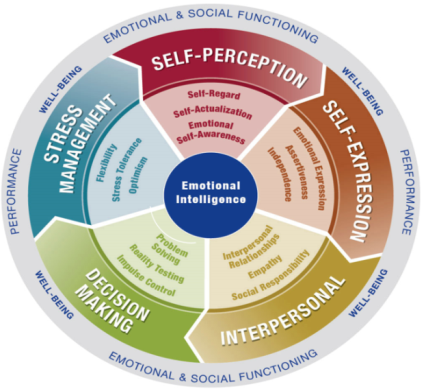 EMOTIONAL & SOCIAL FUNCTIONING
WELL-BEING
WELL-BEING
SELF-PERCEPTION
Self-Regard
Self-Actualization
Emotional
Self-Awareness
STRESS
MANAGEMENT
Flexibility
Stress Tolerance
Optimism
SELF-EXPRESSION
Emotional Expression
Assertiveness
Independence
PERFORMANCE
PERFORMANCE
Emotional
Intelligence
DECISION
MAKING
Problem
Solving
Reality Testing
Impulse Control
INTERPERSONAL
Interpersonal
Relationships
Empathy
Social Responsibility
WELL-BEING
WELL-BEING
EMOTIONAL & SOCIAL FUNCTIONING